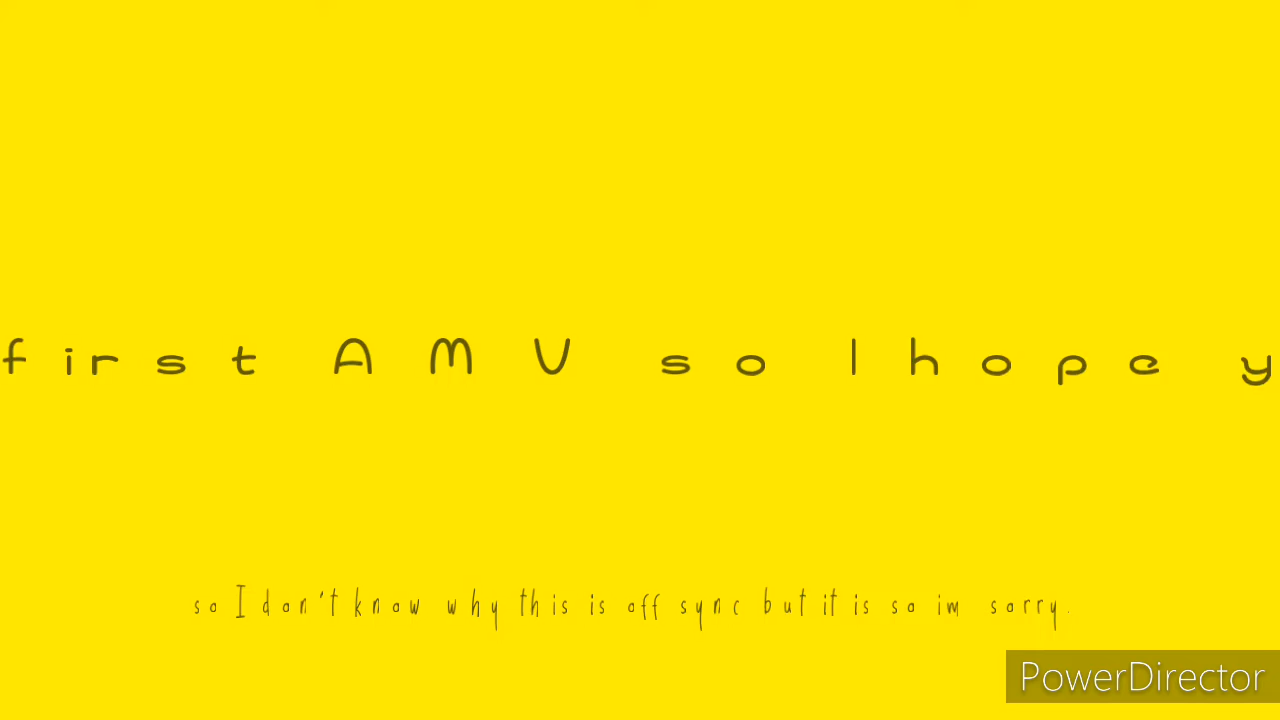 first AMV so I hope y
so I don't know why this is off sync but it is so im sorry.
PowerDirector